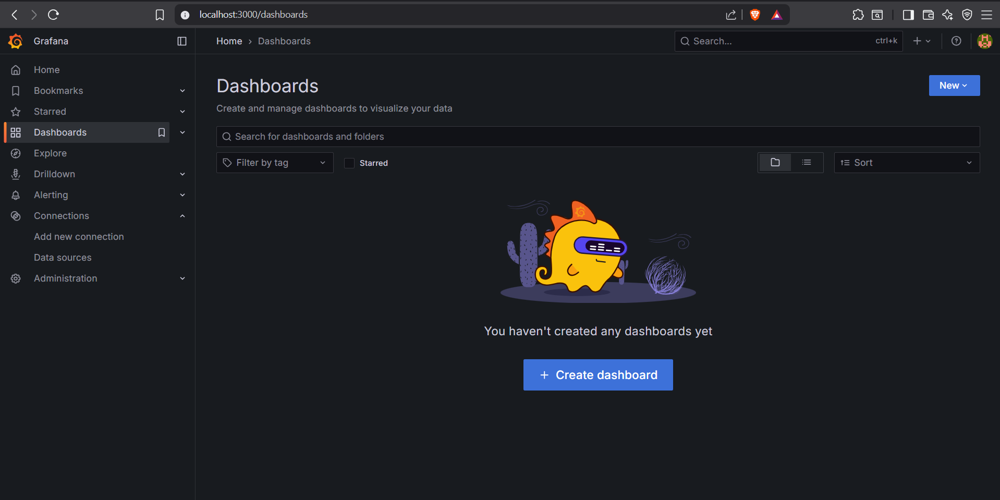 localhost:3000/dashboards
Grafana
Home › Dashboards
Search...
ctrl+k
Home
Bookmarks
Starred
Dashboards
Explore
Drilldown
Alerting
Connections
Add new connection
Data sources
Administration
Dashboards
New
Create and manage dashboards to visualize your data
Search for dashboards and folders
Filter by tag
Starred
Sort
You haven't created any dashboards yet
+ Create dashboard